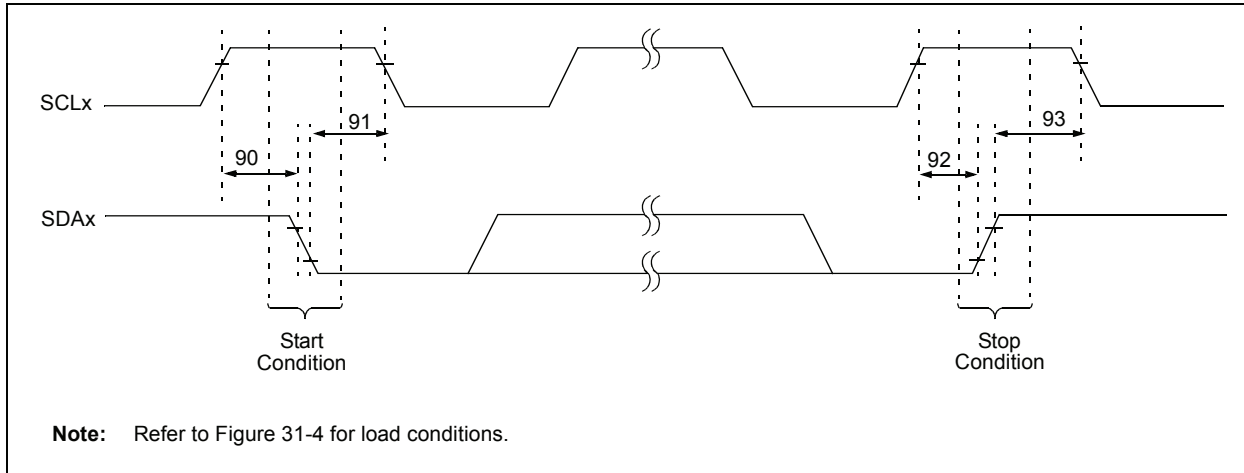 SCLx
91
93
90
92
SDAx
Start
Condition
Stop
Condition
Note: Refer to Figure 31-4 for load conditions.